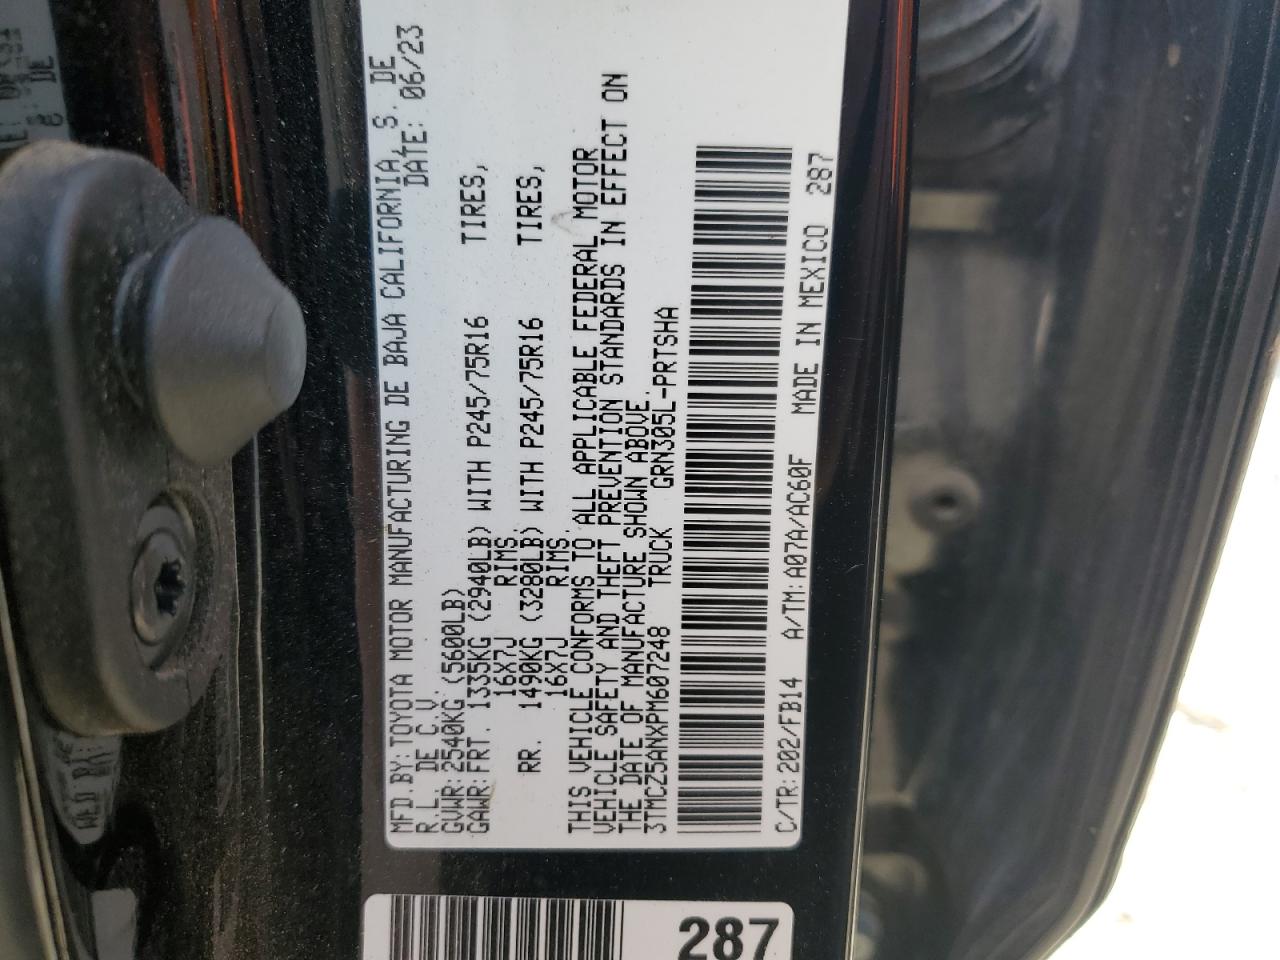 MFD.BY: TOYOTA MOTOR MANUFACTURING DE BAJA CALIFORNIA, S. DE
R.L. DE C.V. DATE: 06/23
GVWR: 2540KG (5600LB)
GAWR: FRT. 1335KG (2940LB) WITH P245/75R16 TIRES,
16X7J RIMS.
RR. 1490KG (3280LB) WITH P245/75R16 TIRES,
16X7J RIMS.
THIS VEHICLE CONFORMS TO ALL APPLICABLE FEDERAL MOTOR
VEHICLE SAFETY AND THEFT PREVENTION STANDARDS IN EFFECT ON
THE DATE OF MANUFACTURE SHOWN ABOVE.
3TMCZ5ANXPM607248 TRUCK GRN305L-PRTSHA
C/TR: 202/FB14 A/TM: A07A/AC60F MADE IN MEXICO 287
287